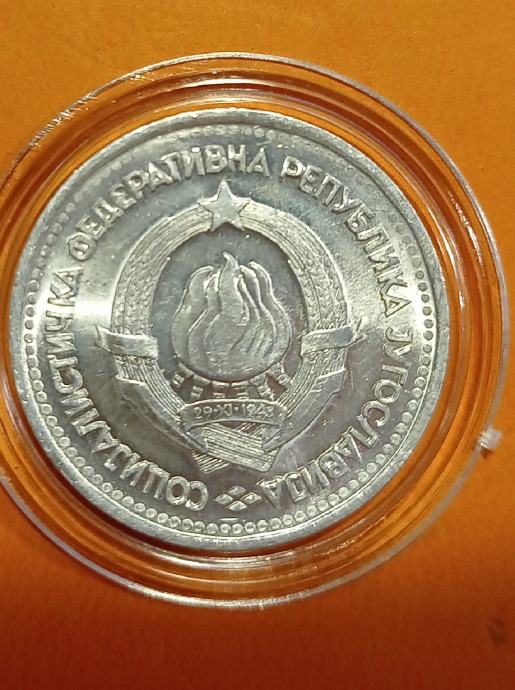 СОЦИЈАЛИСТИЧКА ФЕДЕРАТИВНА РЕПУБЛИКА ЈУГОСЛАВИЈА
29·XI·1943